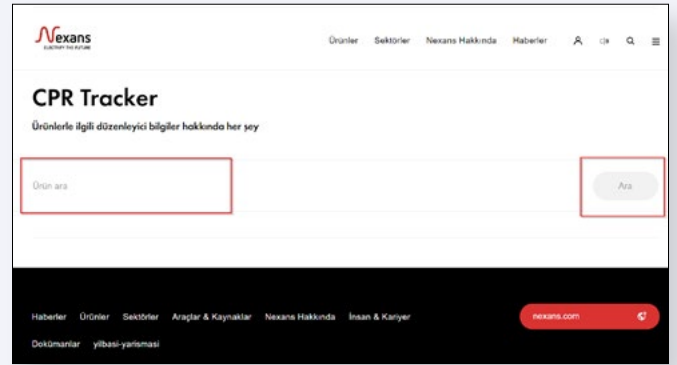 Nexans
ELECTRIFY THE FUTURE
Ürünler Sektörler Nexans Hakkında Haberler
CPR Tracker
Ürünlerle ilgili düzenleyici bilgiler hakkında her şey
Ürün ara
Ara
Haberler Ürünler Sektörler Araçlar & Kaynaklar Nexans Hakkında İnsan & Kariyer
nexans.com
Dokümanlar yilbasi-yarismasi